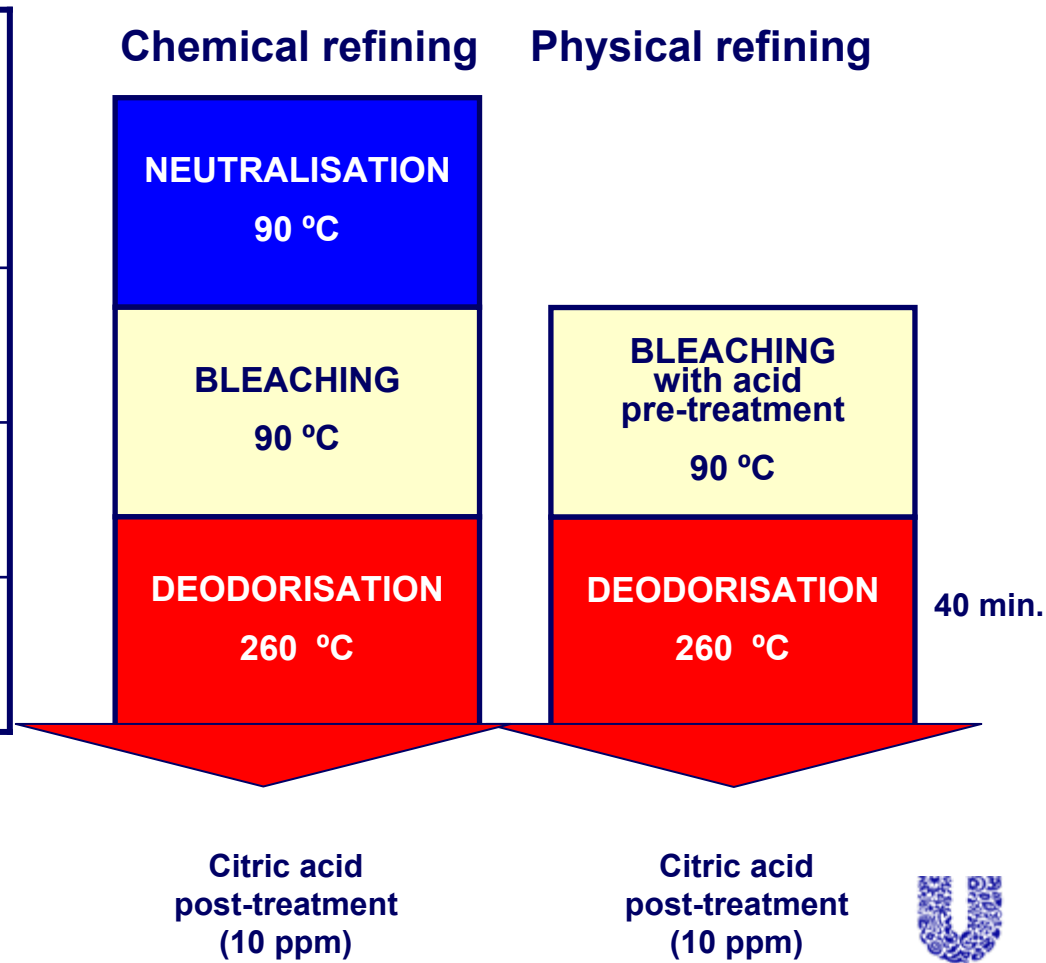 Chemical refining
Physical refining
NEUTRALISATION
90 ºC
BLEACHING
90 ºC
BLEACHING
with acid
pre-treatment
90 ºC
DEODORISATION
260 ºC
DEODORISATION
260 ºC
40 min.
Citric acid
post-treatment
(10 ppm)
Citric acid
post-treatment
(10 ppm)